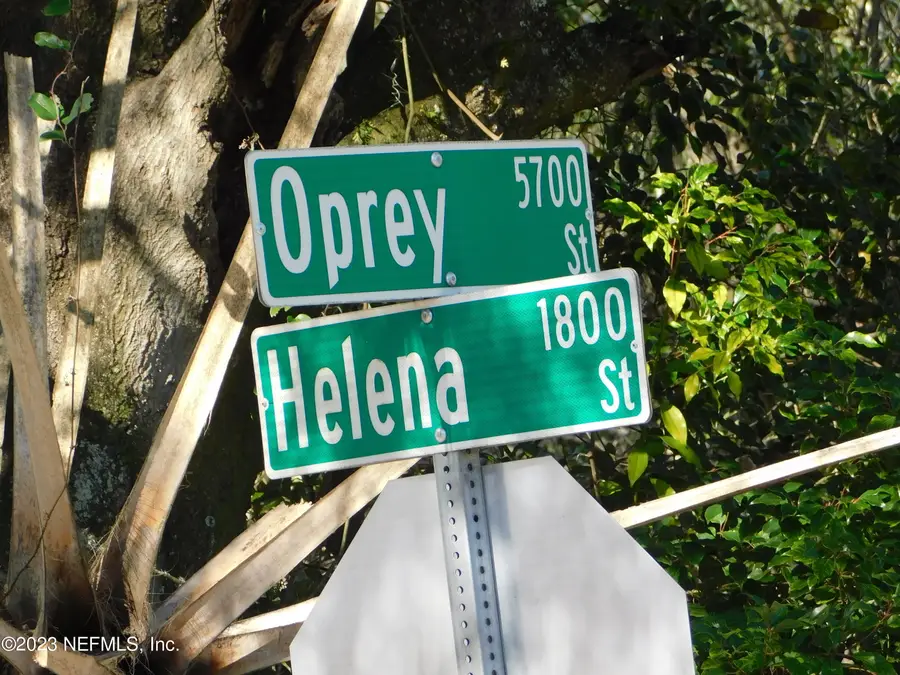 Oprey 5700 St
Helena 1800 St
©2023 NEFMLS, Inc.